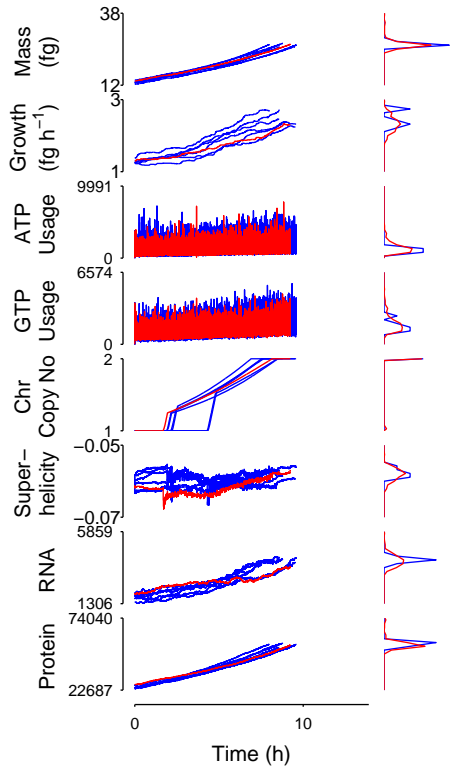 38
Mass
(fg)
12
3
Growth
(fg h⁻¹)
1
9991
ATP
Usage
0
6574
GTP
Usage
0
2
Chr
Copy No
1
−0.05
Super−
helicity
−0.07
5859
RNA
1306
74040
Protein
22687
0 10
Time (h)